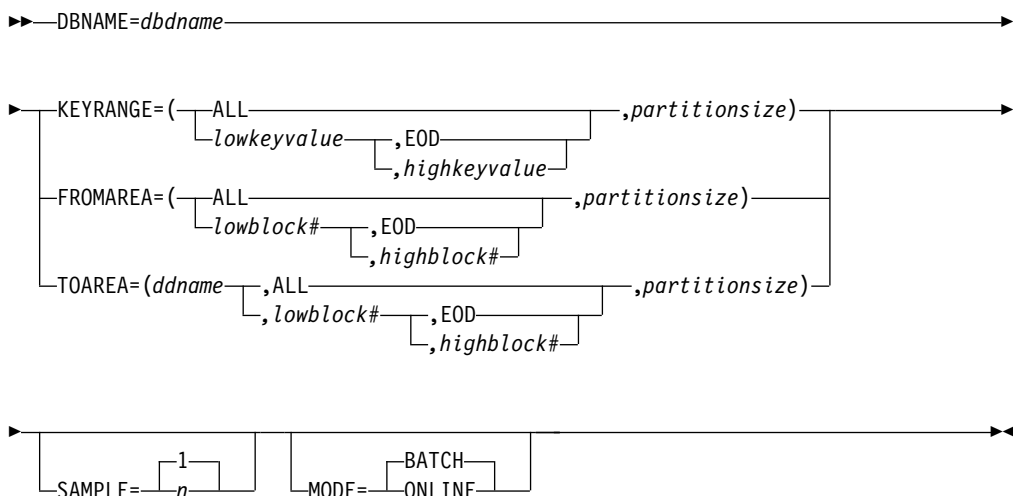 DBNAME=dbdname
KEYRANGE=( ALL ,partitionsize)
lowkeyvalue ,EOD
,highkeyvalue
FROMAREA=( ALL ,partitionsize)
lowblock# ,EOD
,highblock#
TOAREA=(ddname ,ALL ,partitionsize)
,lowblock# ,EOD
,highblock#
1 BATCH
SAMPLE= n MODE= ONLINE